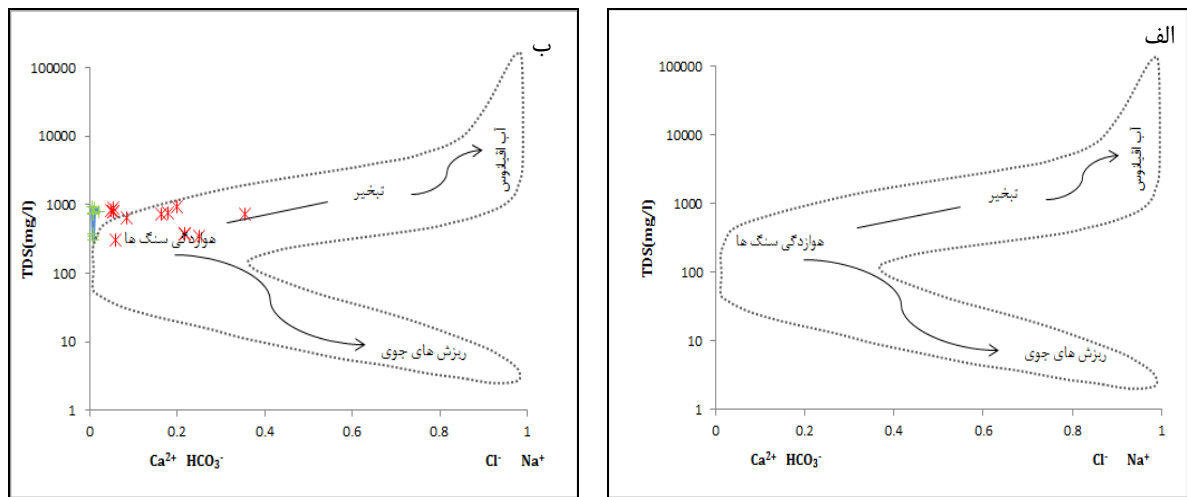 الف
TDS(mg/l)
100000
10000
1000
100
10
1
0 0.2 0.4 0.6 0.8 1
Ca²⁺ HCO₃⁻ Cl⁻ Na⁺
آب اقیانوس
تبخیر
هوازدگی سنگ ها
ریزش های جوی
ب
TDS(mg/l)
100000
10000
1000
100
10
1
0 0.2 0.4 0.6 0.8 1
Ca²⁺ HCO₃⁻ Cl⁻ Na⁺
آب اقیانوس
تبخیر
هوازدگی سنگ ها
ریزش های جوی